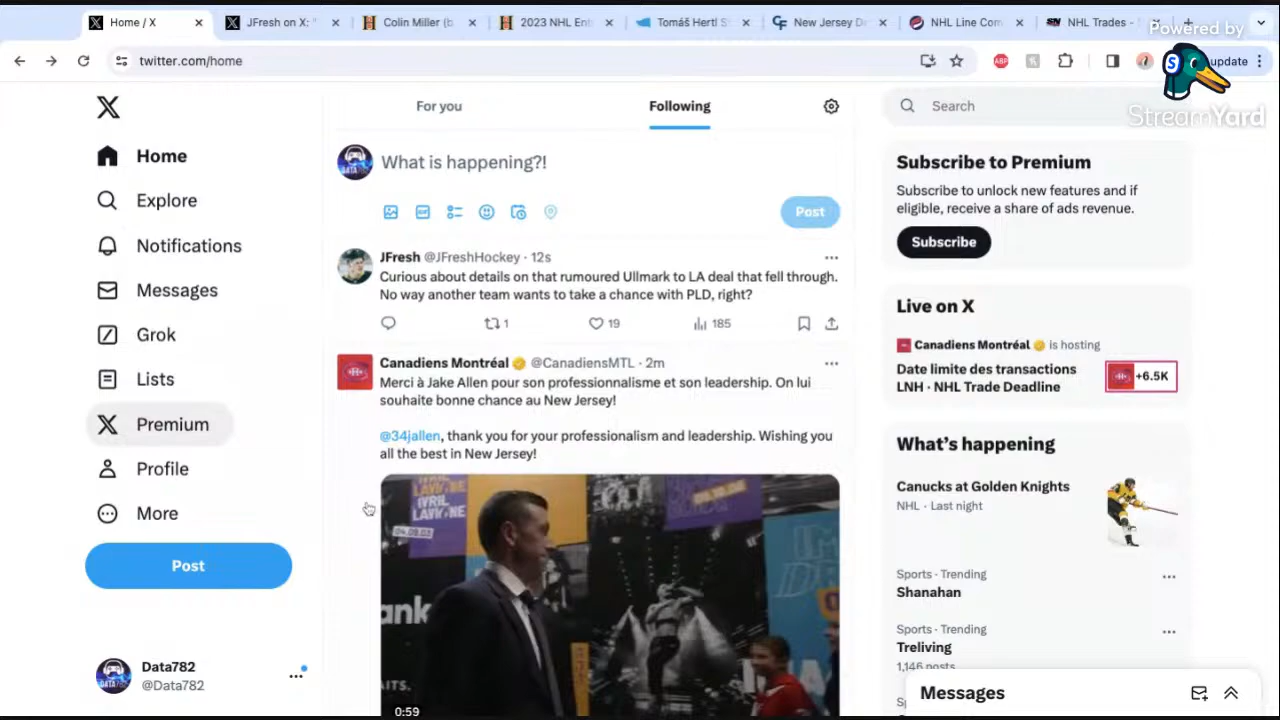 Home / X
JFresh on X: "
Colin Miller (b
2023 NHL Ent
Tomáš Hertl S
New Jersey De
NHL Line Com
NHL Trades -
Powered by
twitter.com/home
ABP
update
StreamYard
For you
Following
Search
Home
Explore
Notifications
Messages
Grok
Lists
Premium
Profile
More
Post
Data782
@Data782
What is happening?!
Post
JFresh @JFreshHockey · 12s
Curious about details on that rumoured Ullmark to LA deal that fell through.
No way another team wants to take a chance with PLD, right?
1
19
185
Canadiens Montréal @CanadiensMTL · 2m
Merci à Jake Allen pour son professionnalisme et son leadership. On lui
souhaite bonne chance au New Jersey!
@34jallen, thank you for your professionalism and leadership. Wishing you
all the best in New Jersey!
0:59
Subscribe to Premium
Subscribe to unlock new features and if
eligible, receive a share of ads revenue.
Subscribe
Live on X
Canadiens Montréal is hosting
Date limite des transactions
LNH · NHL Trade Deadline
+6.5K
What's happening
Canucks at Golden Knights
NHL · Last night
Sports · Trending
Shanahan
Sports · Trending
Treliving
1,146 posts
Messages